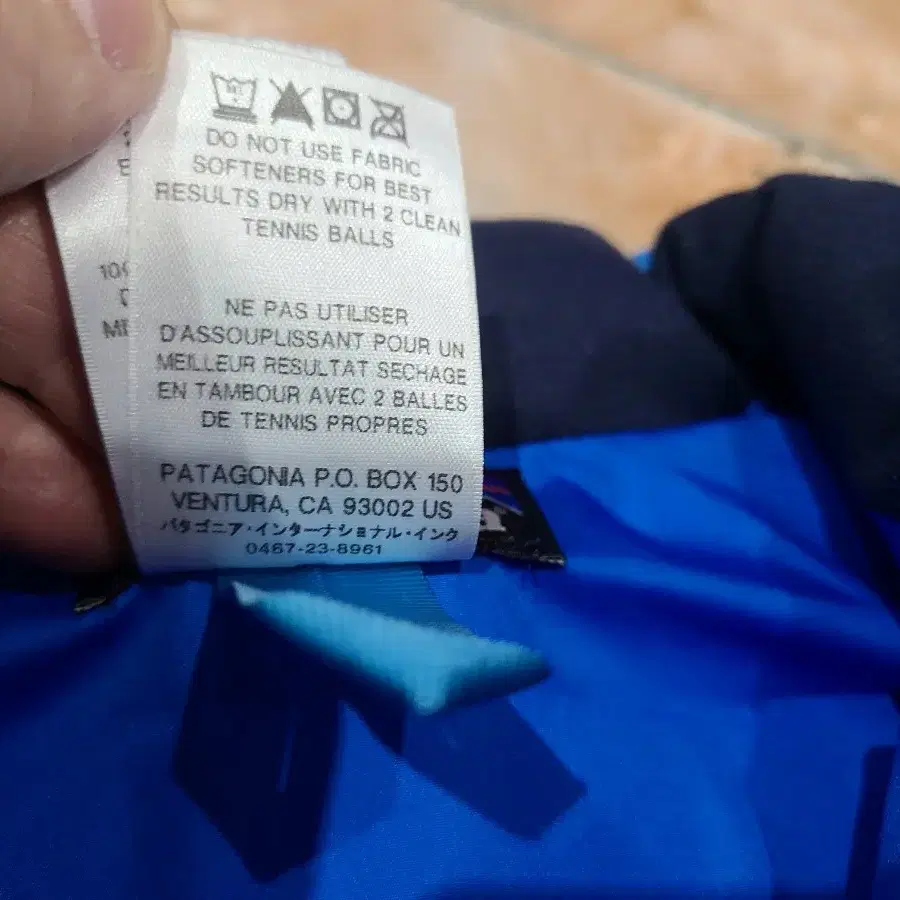 DO NOT USE FABRIC
SOFTENERS FOR BEST
RESULTS DRY WITH 2 CLEAN
TENNIS BALLS
NE PAS UTILISER
D'ASSOUPLISSANT POUR UN
MEILLEUR RESULTAT SECHAGE
EN TAMBOUR AVEC 2 BALLES
DE TENNIS PROPRES
PATAGONIA P.O. BOX 150
VENTURA, CA 93002 US
パタゴニア・インターナショナル・インク
0467-23-8961